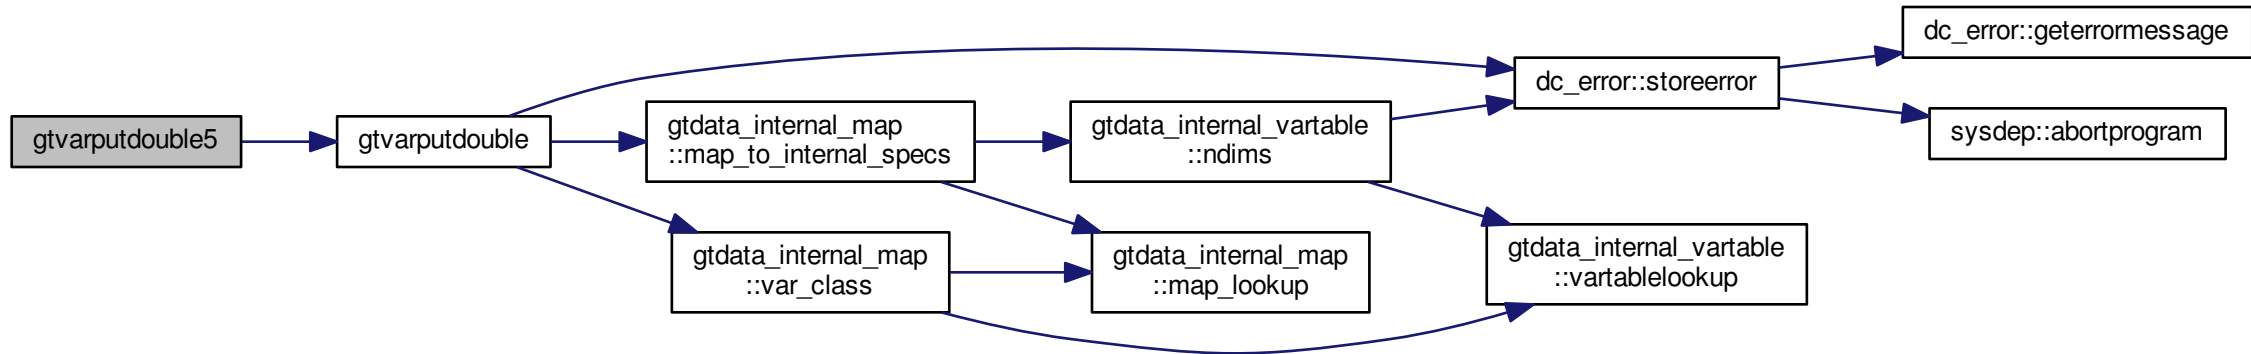 gtvarputdouble5
gtvarputdouble
gtdata_internal_map
::map_to_internal_specs
gtdata_internal_map
::var_class
gtdata_internal_vartable
::ndims
gtdata_internal_map
::map_lookup
dc_error::storeerror
gtdata_internal_vartable
::vartablelookup
dc_error::geterrormessage
sysdep::abortprogram